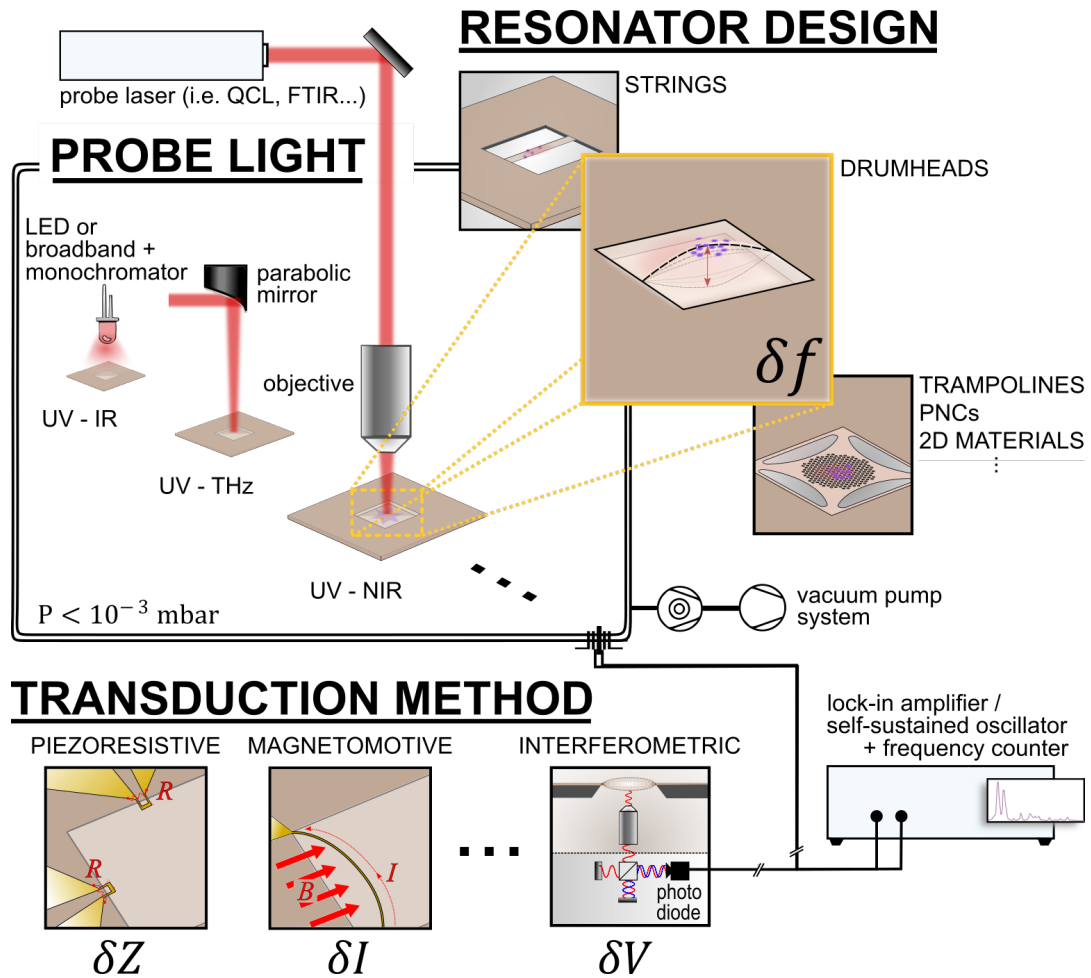 RESONATOR DESIGN
probe laser (i.e. QCL, FTIR...)
STRINGS
PROBE LIGHT
DRUMHEADS
LED or
broadband +
monochromator
parabolic
mirror
objective
δf
UV - IR
TRAMPOLINES
PNCs
2D MATERIALS
⋮
UV - THz
UV - NIR
P < 10⁻³ mbar
vacuum pump
system
TRANSDUCTION METHOD
lock-in amplifier /
self-sustained oscillator
+ frequency counter
PIEZORESISTIVE
MAGNETOMOTIVE
INTERFEROMETRIC
R
R
B
I
photo
diode
δZ
δI
δV